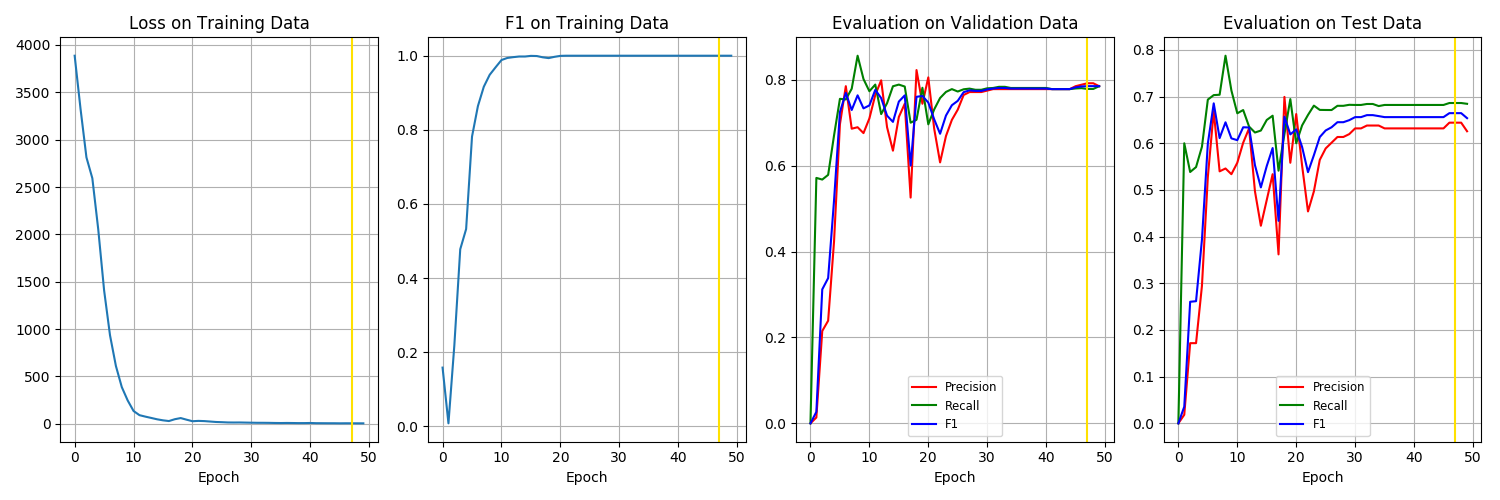 Loss on Training Data
4000
3500
3000
2500
2000
1500
1000
500
0
0 10 20 30 40 50
Epoch
F1 on Training Data
1.0
0.8
0.6
0.4
0.2
0.0
0 10 20 30 40 50
Epoch
Evaluation on Validation Data
0.8
0.6
0.4
0.2
0.0
Precision
Recall
F1
0 10 20 30 40 50
Epoch
Evaluation on Test Data
0.8
0.7
0.6
0.5
0.4
0.3
0.2
0.1
0.0
Precision
Recall
F1
0 10 20 30 40 50
Epoch